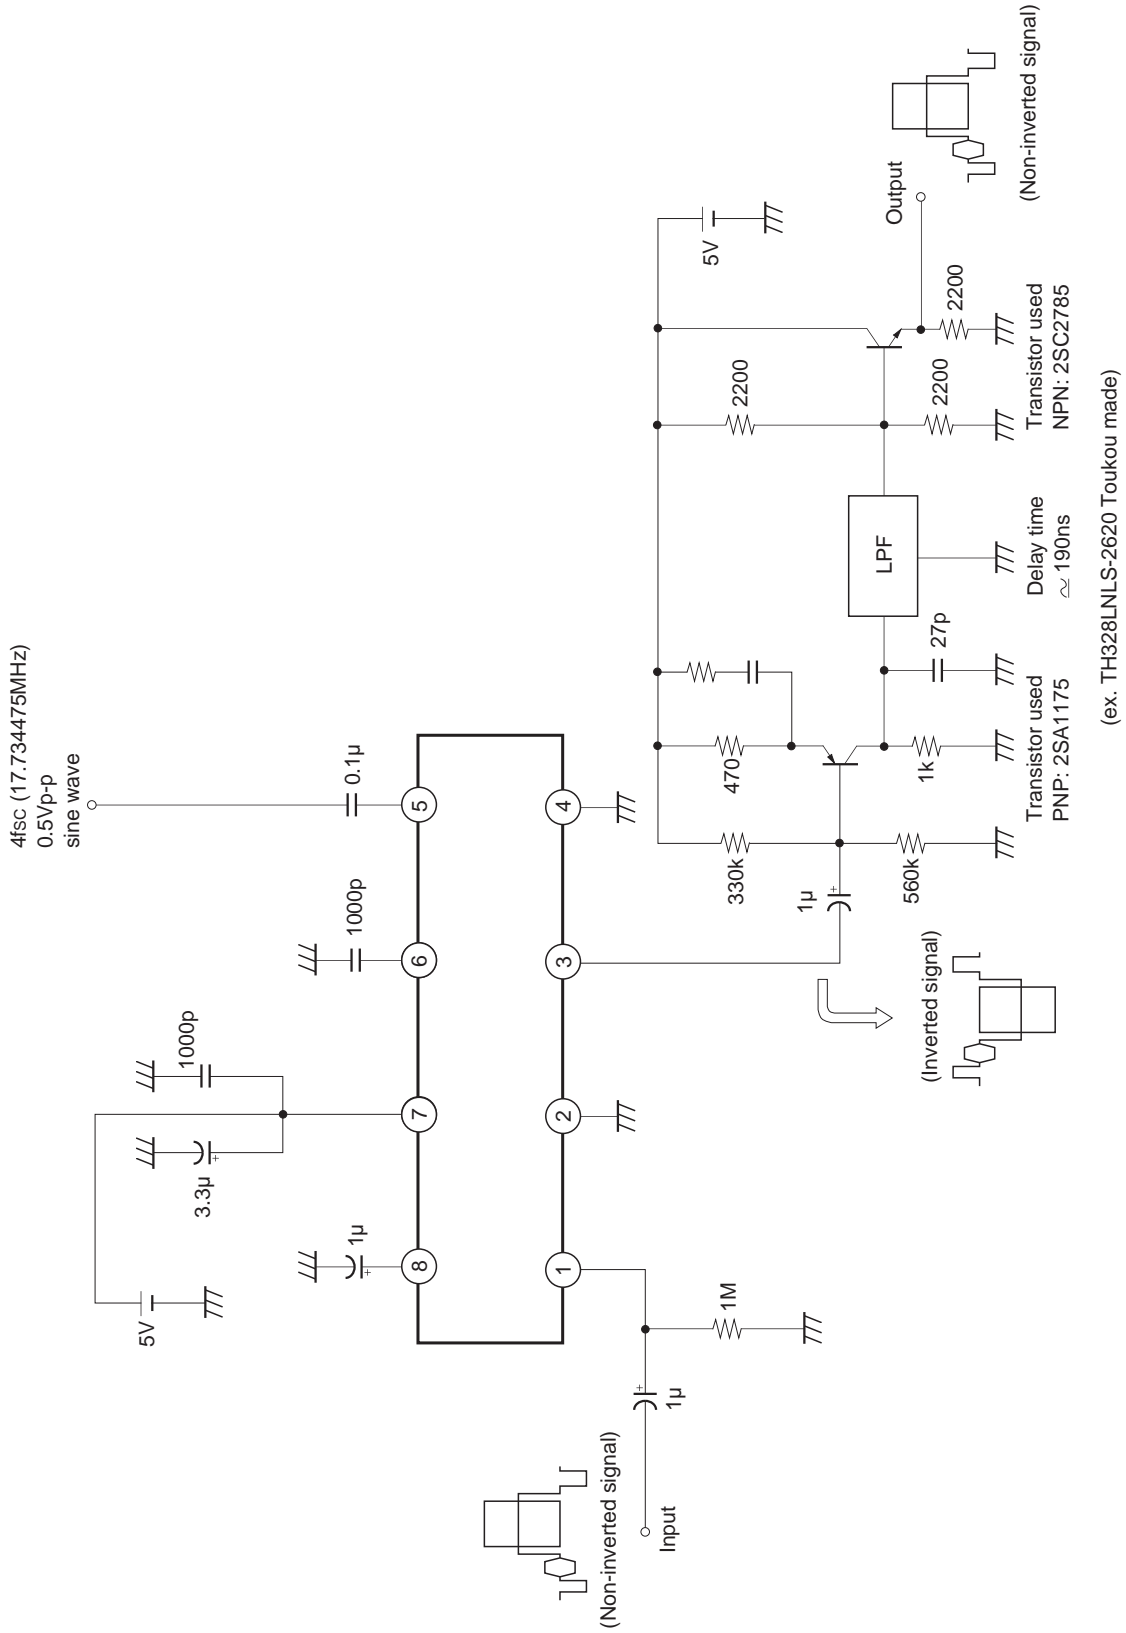 4fsc (17.734475MHz)
0.5Vp-p
sine wave
5V
3.3µ
+
1000p
1µ
+
1000p
0.1µ
8
7
6
5
1
2
3
4
(Non-inverted signal)
Input
1µ
+
1M
(Inverted signal)
1µ
+
330k
560k
470
1k
27p
LPF
2200
2200
2200
5V
Output
(Non-inverted signal)
Transistor used
PNP: 2SA1175
Delay time
≃ 190ns
Transistor used
NPN: 2SC2785
(ex. TH328LNLS-2620 Toukou made)